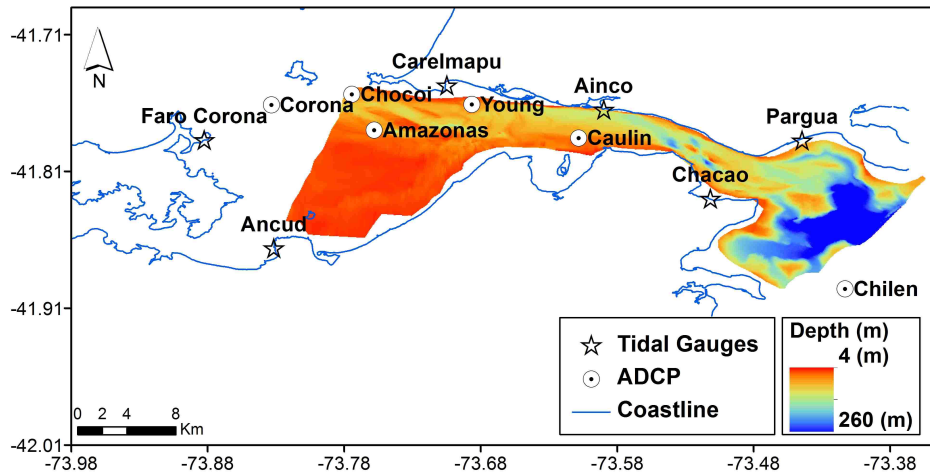 -41.71
-41.81
-41.91
-42.01
-73.98
-73.88
-73.78
-73.68
-73.58
-73.48
-73.38
N
Carelmapu
Chocoi
Corona
Young
Ainco
Faro Corona
Amazonas
Caulin
Pargua
Chacao
Ancud
Chilen
Tidal Gauges
ADCP
Coastline
Depth (m)
4 (m)
260 (m)
0 2 4 6 8
Km